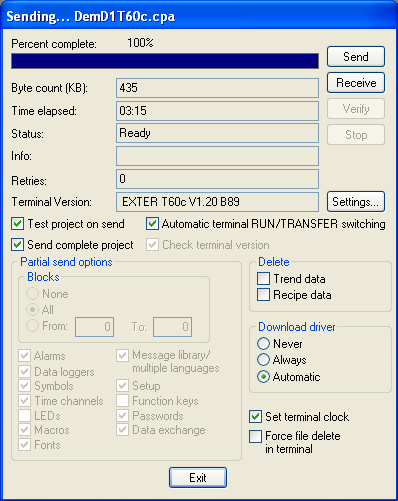 Sending... DemD1T60c.cpa
Percent complete: 100%
Send
Receive
Byte count (KB): 435
Time elapsed: 03:15
Verify
Status: Ready
Stop
Info:
Retries: 0
Terminal Version: EXTER T60c V1.20 B89
Settings...
Test project on send
Automatic terminal RUN/TRANSFER switching
Send complete project
Check terminal version
Partial send options
Blocks
None
All
From: 0 To: 0
Alarms
Message library/
multiple languages
Data loggers
Symbols
Setup
Time channels
Function keys
LEDs
Passwords
Macros
Data exchange
Fonts
Delete
Trend data
Recipe data
Download driver
Never
Always
Automatic
Set terminal clock
Force file delete
in terminal
Exit